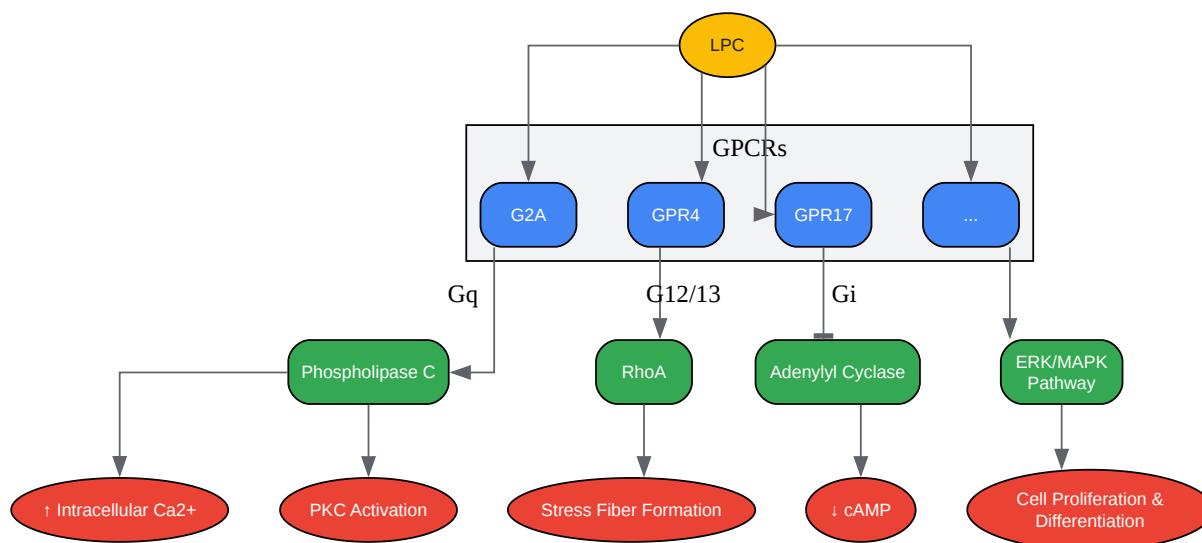 LPC
GPCRs
G2A
GPR4
GPR17
...
Gq
G12/13
Gi
Phospholipase C
RhoA
Adenylyl Cyclase
ERK/MAPK
Pathway
↑ Intracellular Ca2+
PKC Activation
Stress Fiber Formation
↓ cAMP
Cell Proliferation &
Differentiation